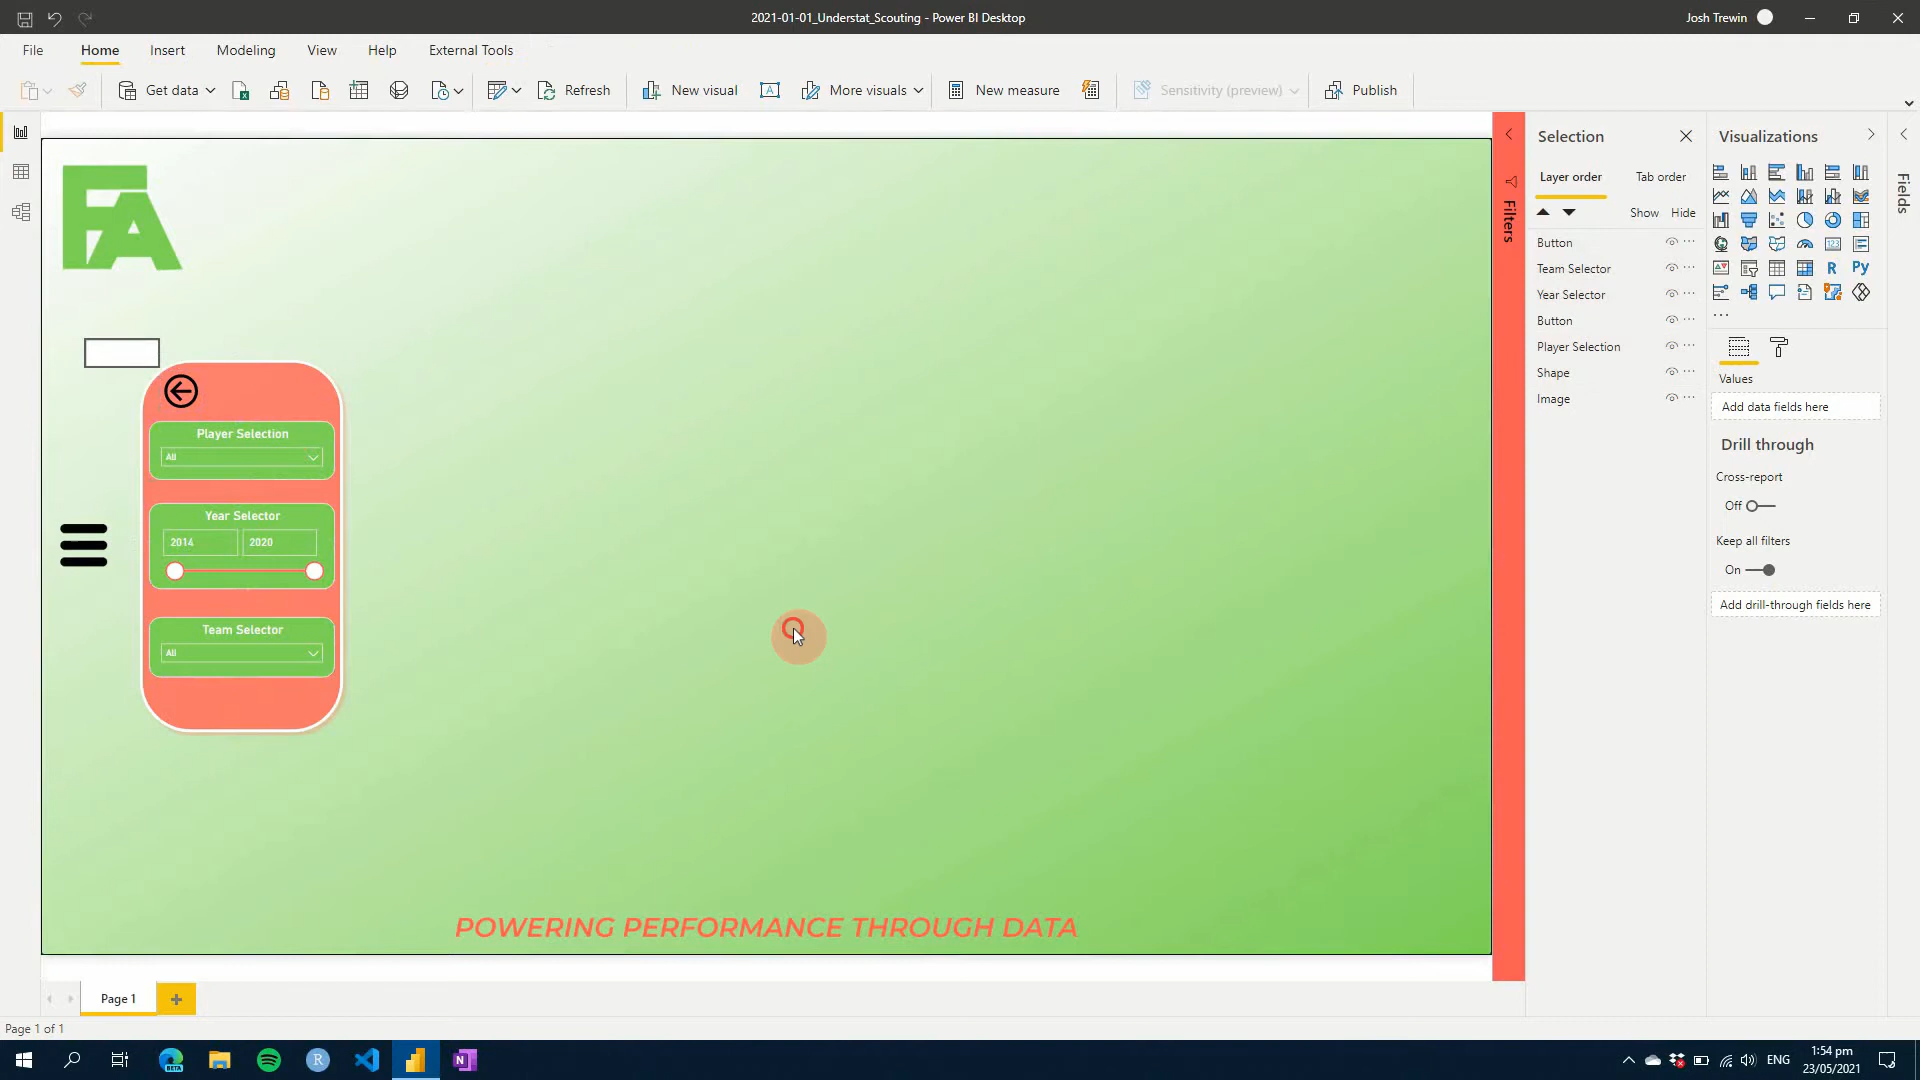 2021-01-01_Understat_Scouting - Power BI Desktop
Josh Trewin
File Home Insert Modeling View Help External Tools
Get data Refresh New visual A More visuals New measure Sensitivity (preview) Publish
FA
Player Selection
All
Year Selector
2014 2020
Team Selector
All
POWERING PERFORMANCE THROUGH DATA
Filters
Selection
Layer order Tab order
Show Hide
Button
Team Selector
Year Selector
Button
Player Selection
Shape
Image
Visualizations
123
R Py
Values
Add data fields here
Drill through
Cross-report
Off
Keep all filters
On
Add drill-through fields here
Fields
Page 1
Page 1 of 1
BETA
R
N
ENG
1:54 pm
23/05/2021